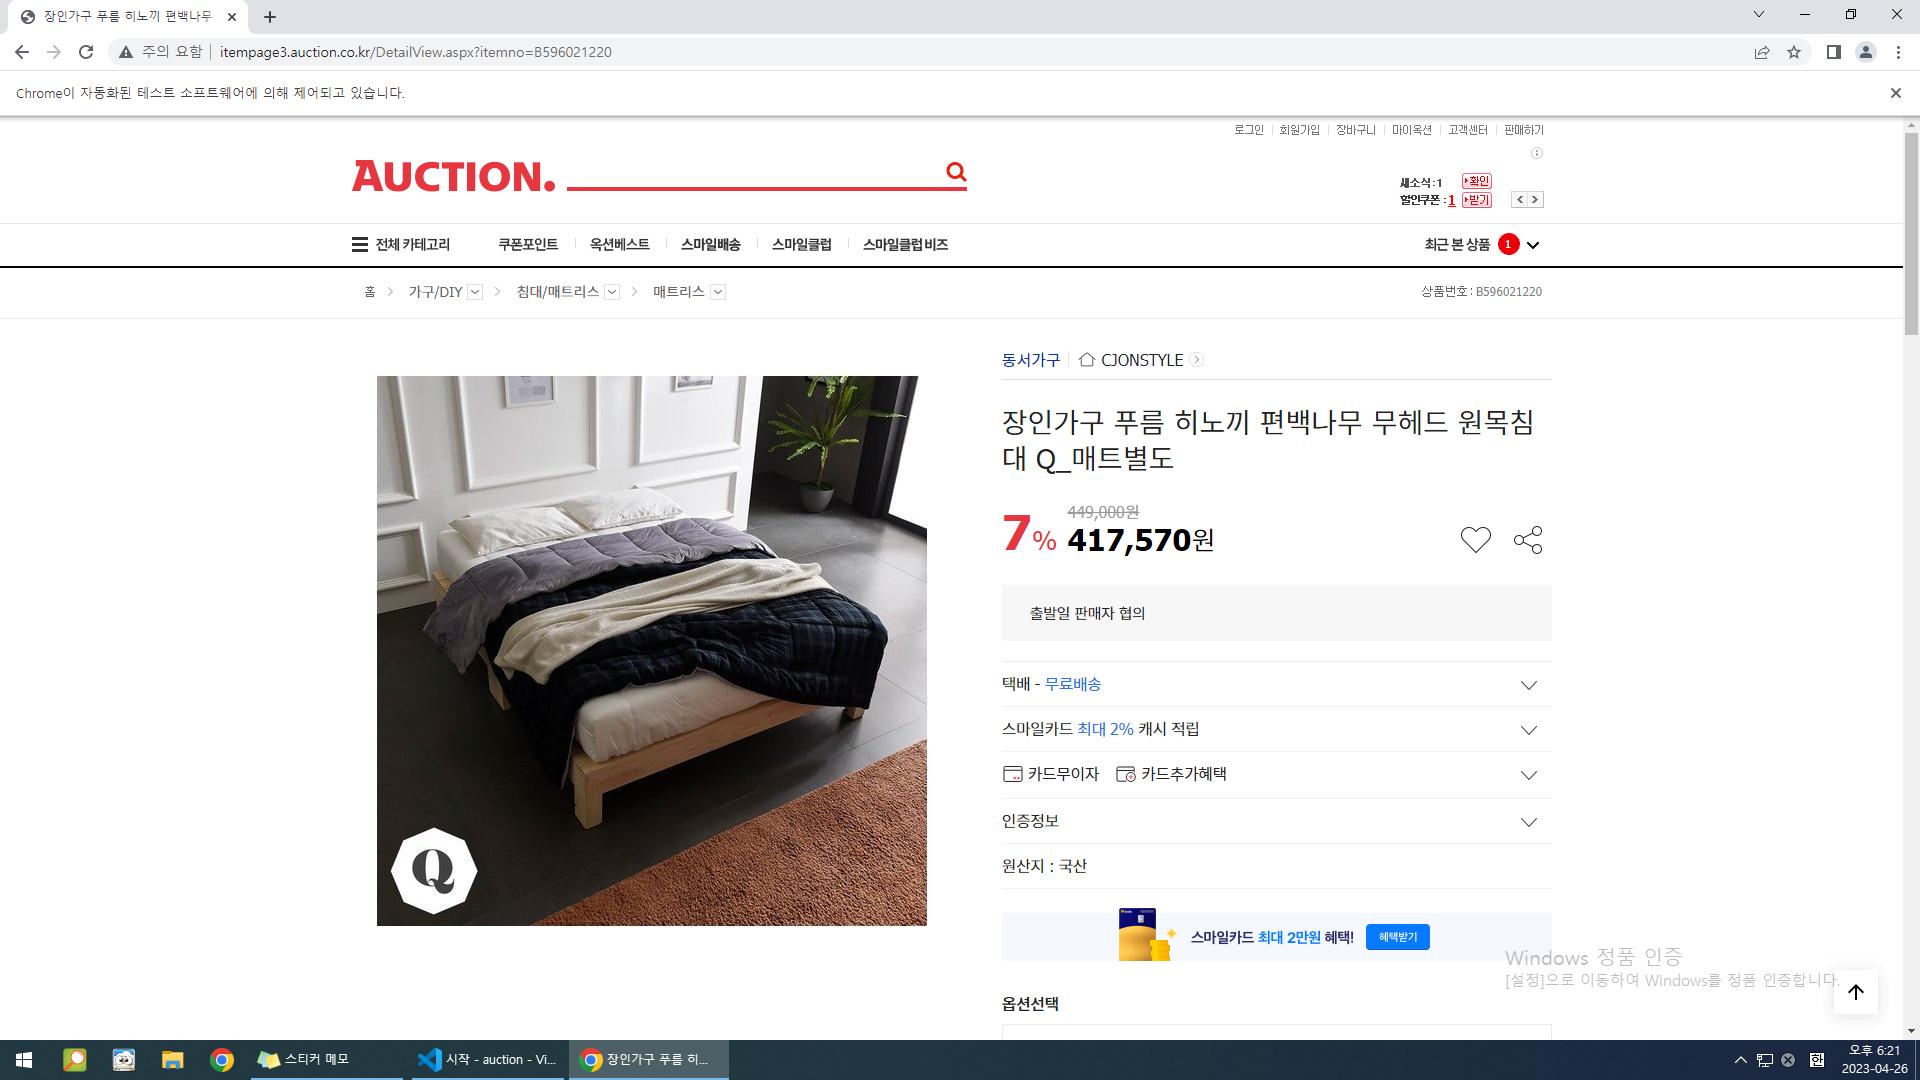 장인가구 푸름 히노끼 편백나무
주의 요함
itempage3.auction.co.kr/DetailView.aspx?itemno=B596021220
Chrome이 자동화된 테스트 소프트웨어에 의해 제어되고 있습니다.
로그인 회원가입 장바구니 마이옥션 고객센터 판매하기
AUCTION.
새소식 : 1 확인
할인쿠폰 : 1 받기
전체 카테고리 쿠폰포인트 옥션베스트 스마일배송 스마일클럽 스마일클럽 비즈 최근 본 상품 1
홈 가구/DIY 침대/매트리스 매트리스 상품번호 : B596021220
동서가구 CJONSTYLE
장인가구 푸름 히노끼 편백나무 무헤드 원목침
대 Q_매트별도
449,000원
7% 417,570원
출발일 판매자 협의
택배 - 무료배송
스마일카드 최대 2% 캐시 적립
카드무이자 카드추가혜택
인증정보
원산지 : 국산
Q
스마일카드 최대 2만원 혜택! 혜택받기
Windows 정품 인증
[설정]으로 이동하여 Windows를 정품 인증합니다.
옵션선택
스티커 메모
시작 - auction - Vi...
장인가구 푸름 히...
한
오후 6:21
2023-04-26